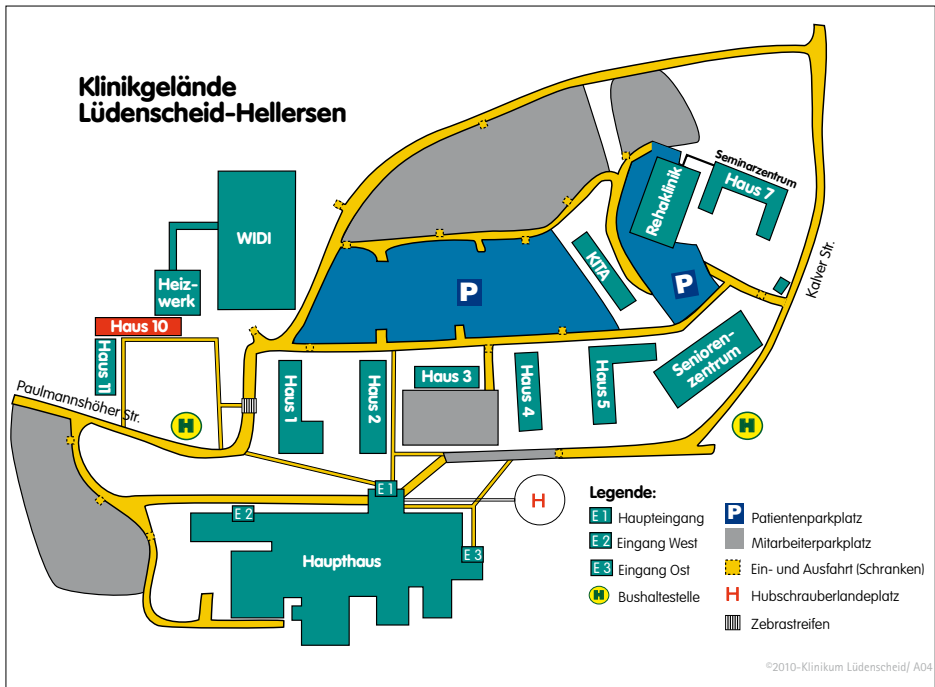 Klinikgelände
Lüdenscheid-Hellersen
Seminarzentrum
Haus 7
Rehaklinik
WIDI
KITA
Kalver Str.
Heiz-
werk
P
P
Haus 10
Haus 11
Paulmannshöher Str.
H
Haus 1
Haus 2
Haus 3
Haus 4
Haus 5
Senioren-
zentrum
H
E 1
E 2
E 3
H
Haupthaus
Legende:
E 1 Haupteingang
E 2 Eingang West
E 3 Eingang Ost
H Bushaltestelle
P Patientenparkplatz
Mitarbeiterparkplatz
Ein- und Ausfahrt (Schranken)
H Hubschrauberlandeplatz
Zebrastreifen
©2010-Klinikum Lüdenscheid/ A04